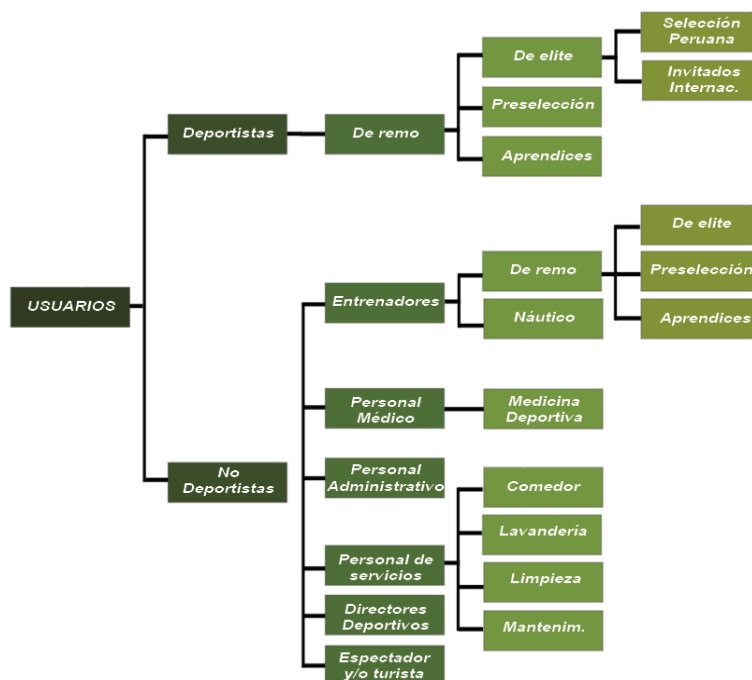 USUARIOS
Deportistas
De remo
De elite
Selección
Peruana
Invitados
Internac.
Preselección
Aprendices
No
Deportistas
Entrenadores
De remo
De elite
Preselección
Aprendices
Náutico
Personal
Médico
Medicina
Deportiva
Personal
Administrativo
Personal de
servicios
Comedor
Lavandería
Limpieza
Mantenim.
Directores
Deportivos
Espectador
y/o turista